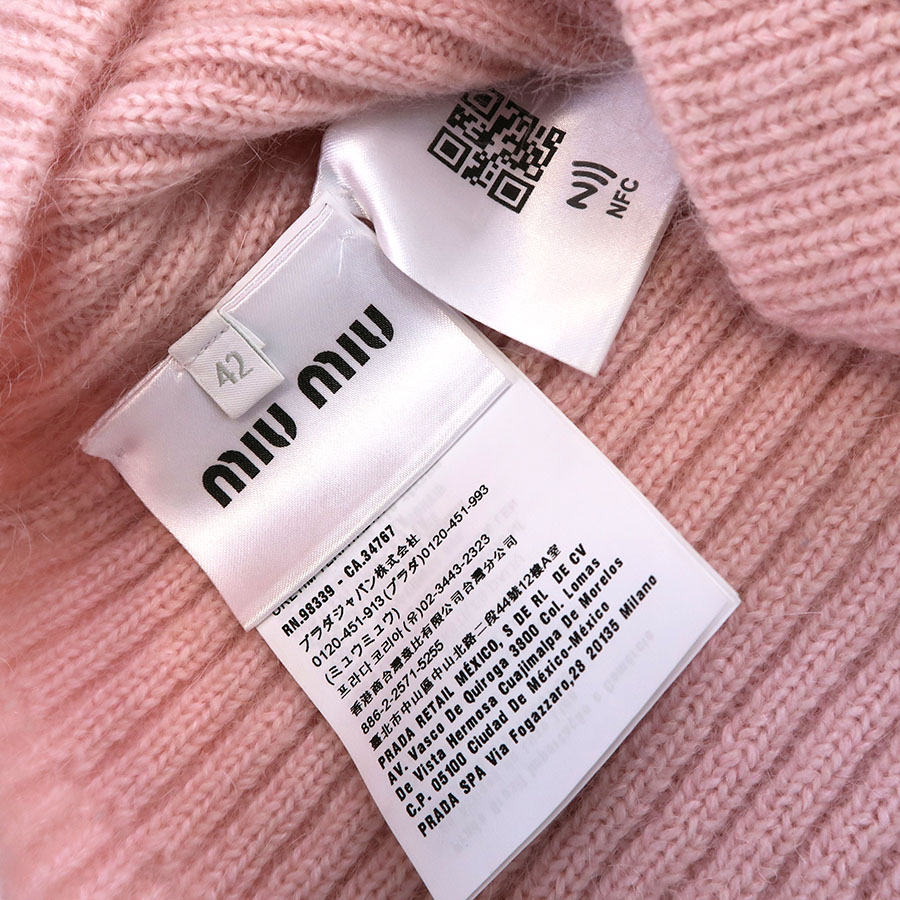 NFC
42
MIU MIU
RN.98339 - CA.34767
プラダジャパン株式会社
0120-451-913 (プラダ)0120-451-993
(ミュウミュウ)
프라다 코리아 (유) 02-3443-2323
香港商台灣普比有限公司台灣分公司
886-2-2571-5255
臺北市中山區中山北路二段44號12樓A室
PRADA RETAIL MÉXICO, S DE RL DE CV
AV. Vasco De Quiroga 3800 Col. Lomas
De Vista Hermosa Cuajimalpa De Morelos
C.P. 05100 Ciudad De México-México
PRADA SPA Via Fogazzaro,28 20135 Milano